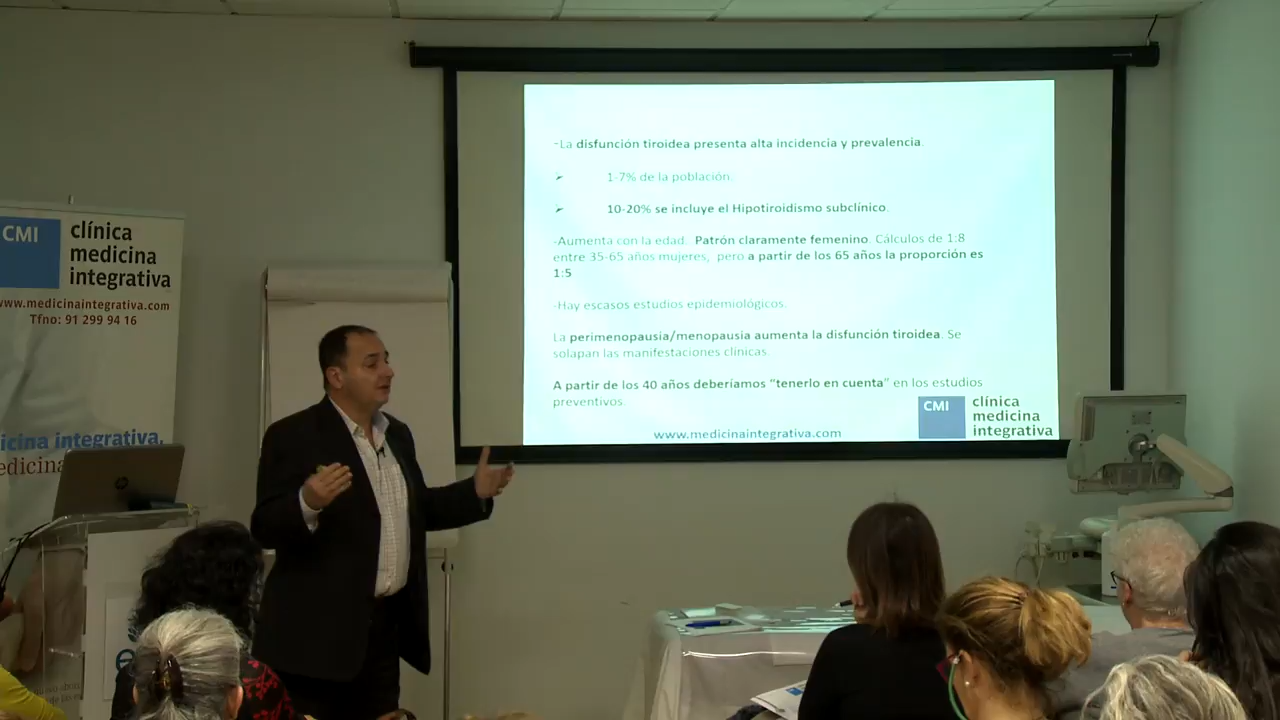 -La disfunción tiroidea presenta alta incidencia y prevalencia.
1-7% de la población.
10-20% se incluye el Hipotiroidismo subclínico.
-Aumenta con la edad. Patrón claramente femenino. Cálculos de 1:8
entre 35-65 años mujeres, pero a partir de los 65 años la proporción es
1:5
-Hay escasos estudios epidemiológicos.
La perimenopausia/menopausia aumenta la disfunción tiroidea. Se
solapan las manifestaciones clínicas.
A partir de los 40 años deberíamos "tenerlo en cuenta" en los estudios
preventivos.
www.medicinaintegrativa.com
CMI
clínica
medicina
integrativa
CMI
clínica
medicina
integrativa
www.medicinaintegrativa.com
Tfno: 91 299 94 16
icina integrativa,
edicina
hp